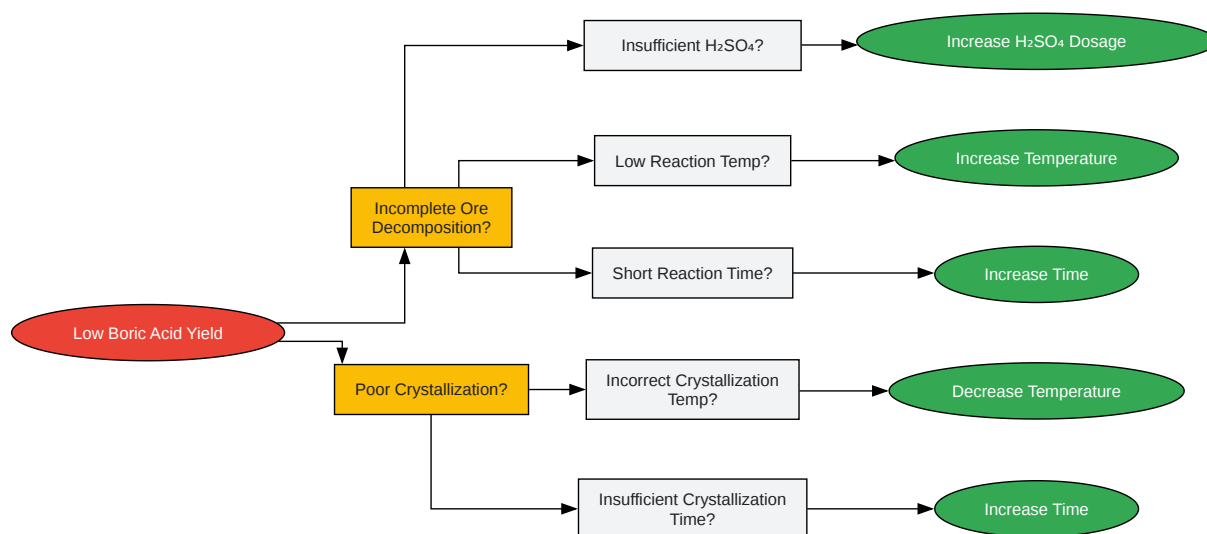 Insufficient H₂SO₄?
Increase H₂SO₄ Dosage
Low Reaction Temp?
Increase Temperature
Incomplete Ore
Decomposition?
Short Reaction Time?
Increase Time
Low Boric Acid Yield
Poor Crystallization?
Incorrect Crystallization
Temp?
Decrease Temperature
Insufficient Crystallization
Time?
Increase Time